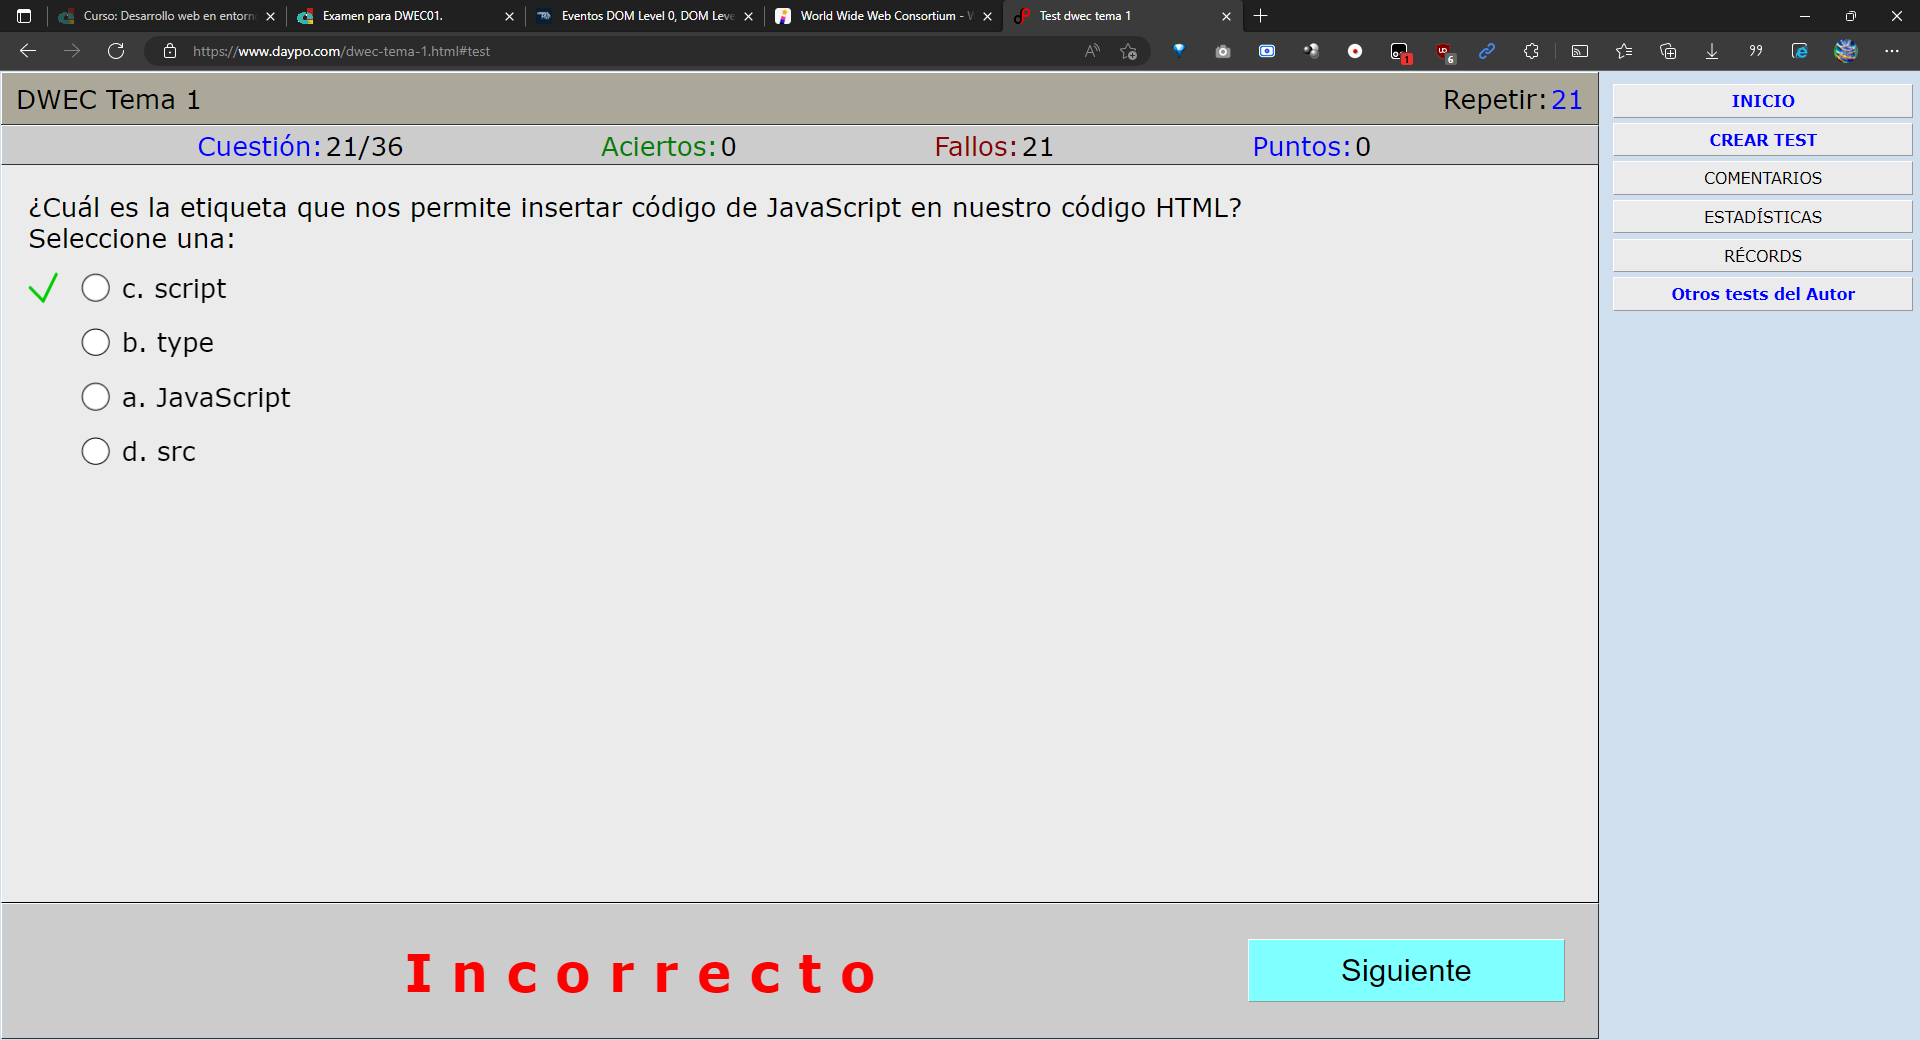 Curso: Desarrollo web en entorn
Examen para DWEC01.
Eventos DOM Level 0, DOM Leve
World Wide Web Consortium - W
Test dwec tema 1
https://www.daypo.com/dwec-tema-1.html#test
1
6
DWEC Tema 1
Repetir:21
Cuestión:21/36
Aciertos:0
Fallos:21
Puntos:0
¿Cuál es la etiqueta que nos permite insertar código de JavaScript en nuestro código HTML?
Seleccione una:
c. script
b. type
a. JavaScript
d. src
Incorrecto
Siguiente
INICIO
CREAR TEST
COMENTARIOS
ESTADÍSTICAS
RÉCORDS
Otros tests del Autor